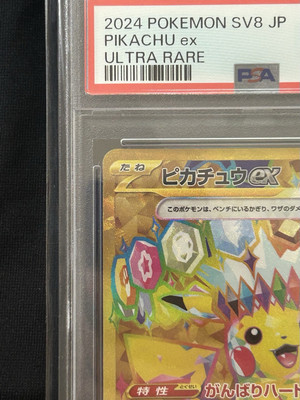 2024 POKEMON SV8 JP
PIKACHU ex
ULTRA RARE
PSA
たね
ピカチュウex
このポケモンは、ベンチにいるかぎり、ワザのダメ
特性
がんばりハート